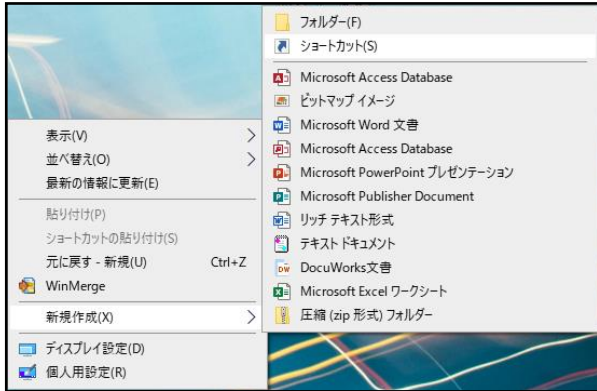 フォルダー(F)
ショートカット(S)
Microsoft Access Database
ビットマップ イメージ
Microsoft Word 文書
Microsoft Access Database
Microsoft PowerPoint プレゼンテーション
Microsoft Publisher Document
リッチ テキスト形式
テキスト ドキュメント
DocuWorks文書
Microsoft Excel ワークシート
圧縮 (zip 形式) フォルダー
表示(V)
並べ替え(O)
最新の情報に更新(E)
貼り付け(P)
ショートカットの貼り付け(S)
元に戻す - 新規(U) Ctrl+Z
WinMerge
新規作成(X)
ディスプレイ設定(D)
個人用設定(R)